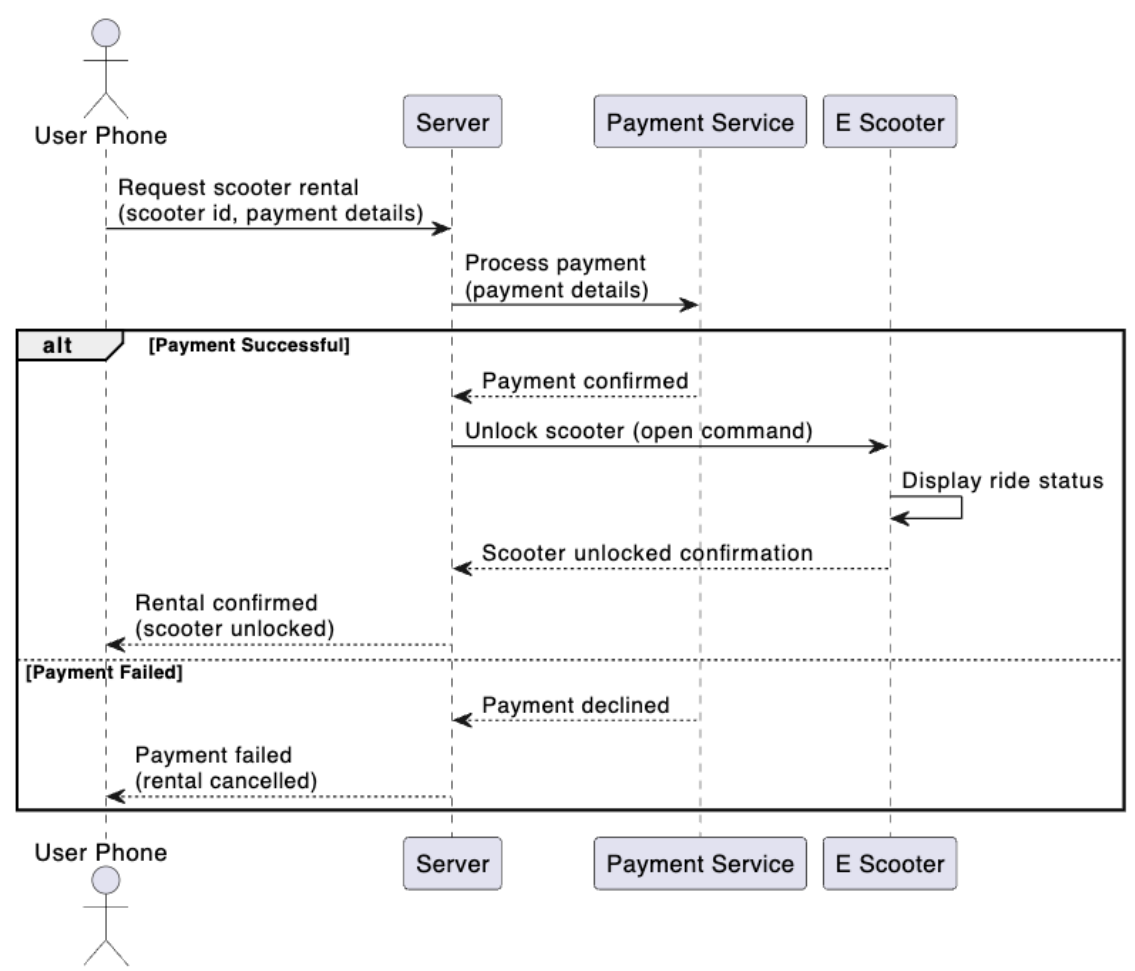 User Phone
Server
Payment Service
E Scooter
Request scooter rental
(scooter id, payment details)
Process payment
(payment details)
alt
[Payment Successful]
Payment confirmed
Unlock scooter (open command)
Display ride status
Scooter unlocked confirmation
Rental confirmed
(scooter unlocked)
[Payment Failed]
Payment declined
Payment failed
(rental cancelled)
User Phone
Server
Payment Service
E Scooter